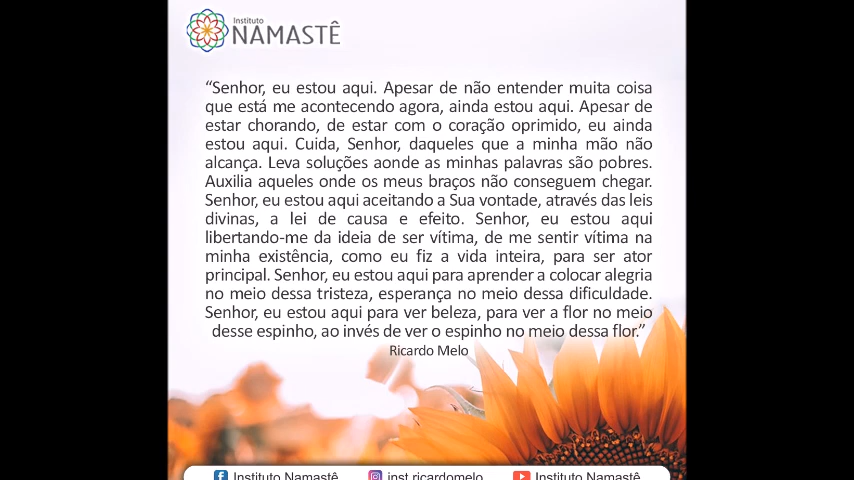 Instituto
NAMASTÊ
“Senhor, eu estou aqui. Apesar de não entender muita coisa
que está me acontecendo agora, ainda estou aqui. Apesar de
estar chorando, de estar com o coração oprimido, eu ainda
estou aqui. Cuida, Senhor, daqueles que a minha mão não
alcança. Leva soluções aonde as minhas palavras são pobres.
Auxilia aqueles onde os meus braços não conseguem chegar.
Senhor, eu estou aqui aceitando a Sua vontade, através das leis
divinas, a lei de causa e efeito. Senhor, eu estou aqui
libertando-me da ideia de ser vítima, de me sentir vítima na
minha existência, como eu fiz a vida inteira, para ser ator
principal. Senhor, eu estou aqui para aprender a colocar alegria
no meio dessa tristeza, esperança no meio dessa dificuldade.
Senhor, eu estou aqui para ver beleza, para ver a flor no meio
desse espinho, ao invés de ver o espinho no meio dessa flor.”
Ricardo Melo
Instituto Namastê inst.ricardomelo Instituto Namastê